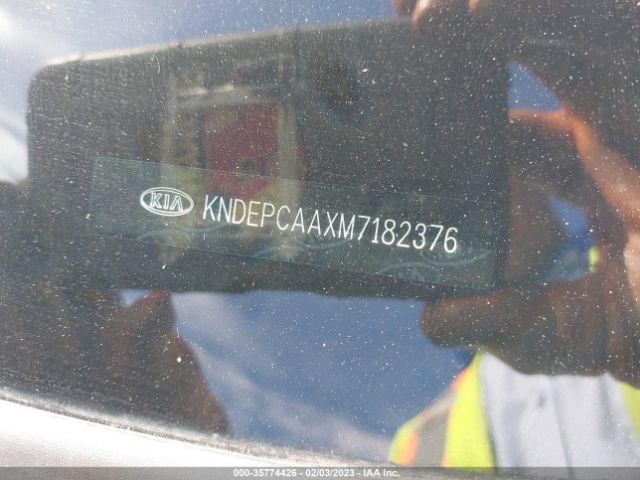 KIA KNDEPCAAXM7182376
000-35774426 - 02/03/2023 - IAA Inc.